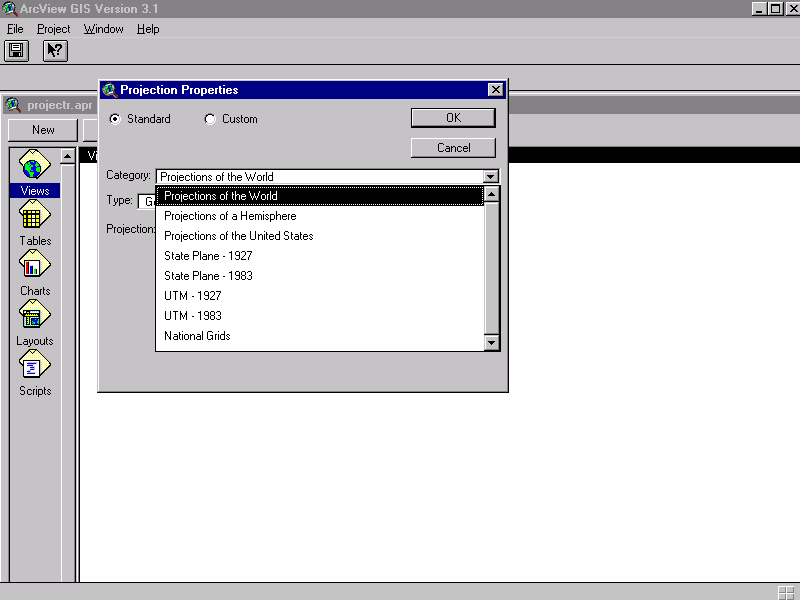 ArcView GIS Version 3.1
File Project Window Help
projectr.apr
New
Views
Tables
Charts
Layouts
Scripts
Projection Properties
Standard Custom
OK
Cancel
Category: Projections of the World
Type:
Projection:
Projections of the World
Projections of a Hemisphere
Projections of the United States
State Plane - 1927
State Plane - 1983
UTM - 1927
UTM - 1983
National Grids